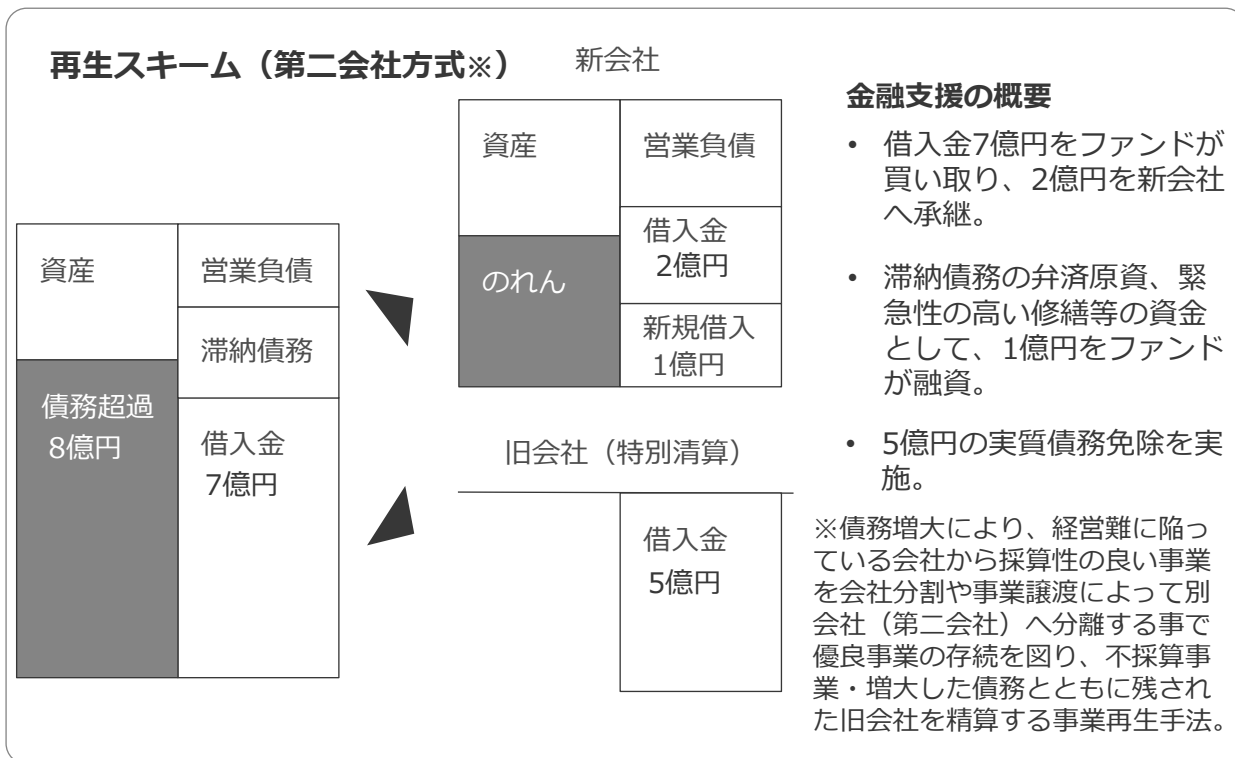 再生スキーム（第二会社方式※）
新会社
資産
営業負債
滞納債務
債務超過
8億円
借入金
7億円
資産
営業負債
のれん
借入金
2億円
新規借入
1億円
旧会社（特別清算）
借入金
5億円
金融支援の概要
• 借入金7億円をファンドが
買い取り、2億円を新会社
へ承継。
• 滞納債務の弁済原資、緊
急性の高い修繕等の資金
として、1億円をファンド
が融資。
• 5億円の実質債務免除を実
施。
※債務増大により、経営難に陥っ
ている会社から採算性の良い事業
を会社分割や事業譲渡によって別
会社（第二会社）へ分離する事で
優良事業の存続を図り、不採算事
業・増大した債務とともに残され
た旧会社を精算する事業再生手法。